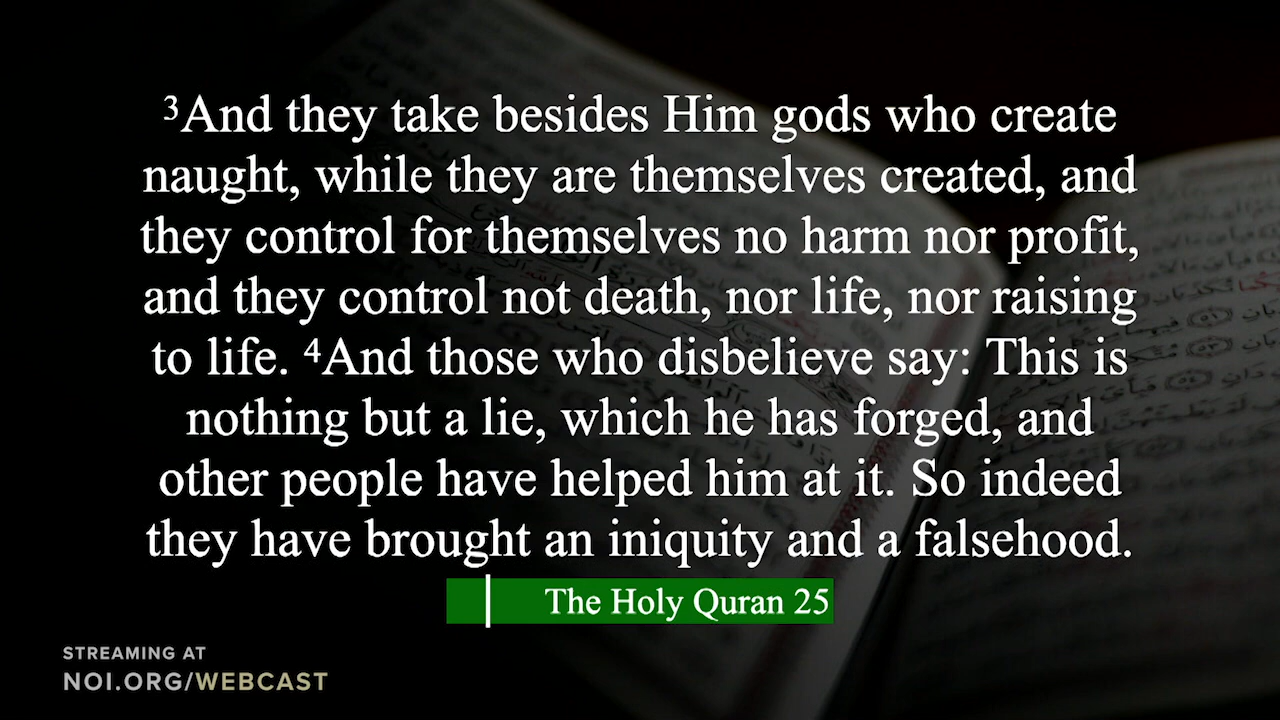 ³And they take besides Him gods who create
naught, while they are themselves created, and
they control for themselves no harm nor profit,
and they control not death, nor life, nor raising
to life. ⁴And those who disbelieve say: This is
nothing but a lie, which he has forged, and
other people have helped him at it. So indeed
they have brought an iniquity and a falsehood.
The Holy Quran 25
STREAMING AT
NOI.ORG/WEBCAST